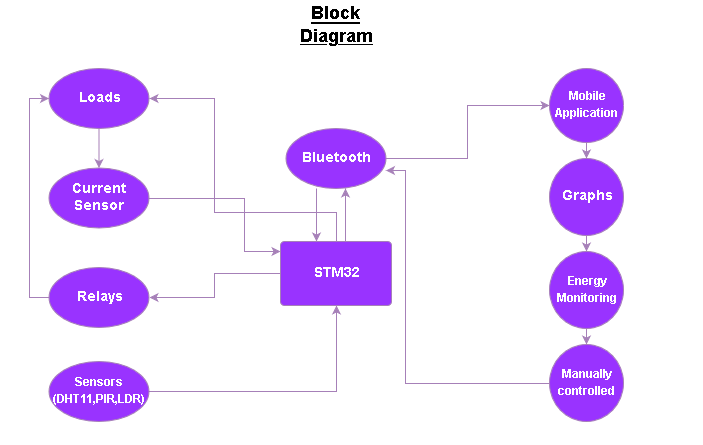 Block
Diagram
Loads
Mobile
Application
Bluetooth
Current
Sensor
Graphs
STM32
Relays
Energy
Monitoring
Sensors
(DHT11,PIR,LDR)
Manually
controlled